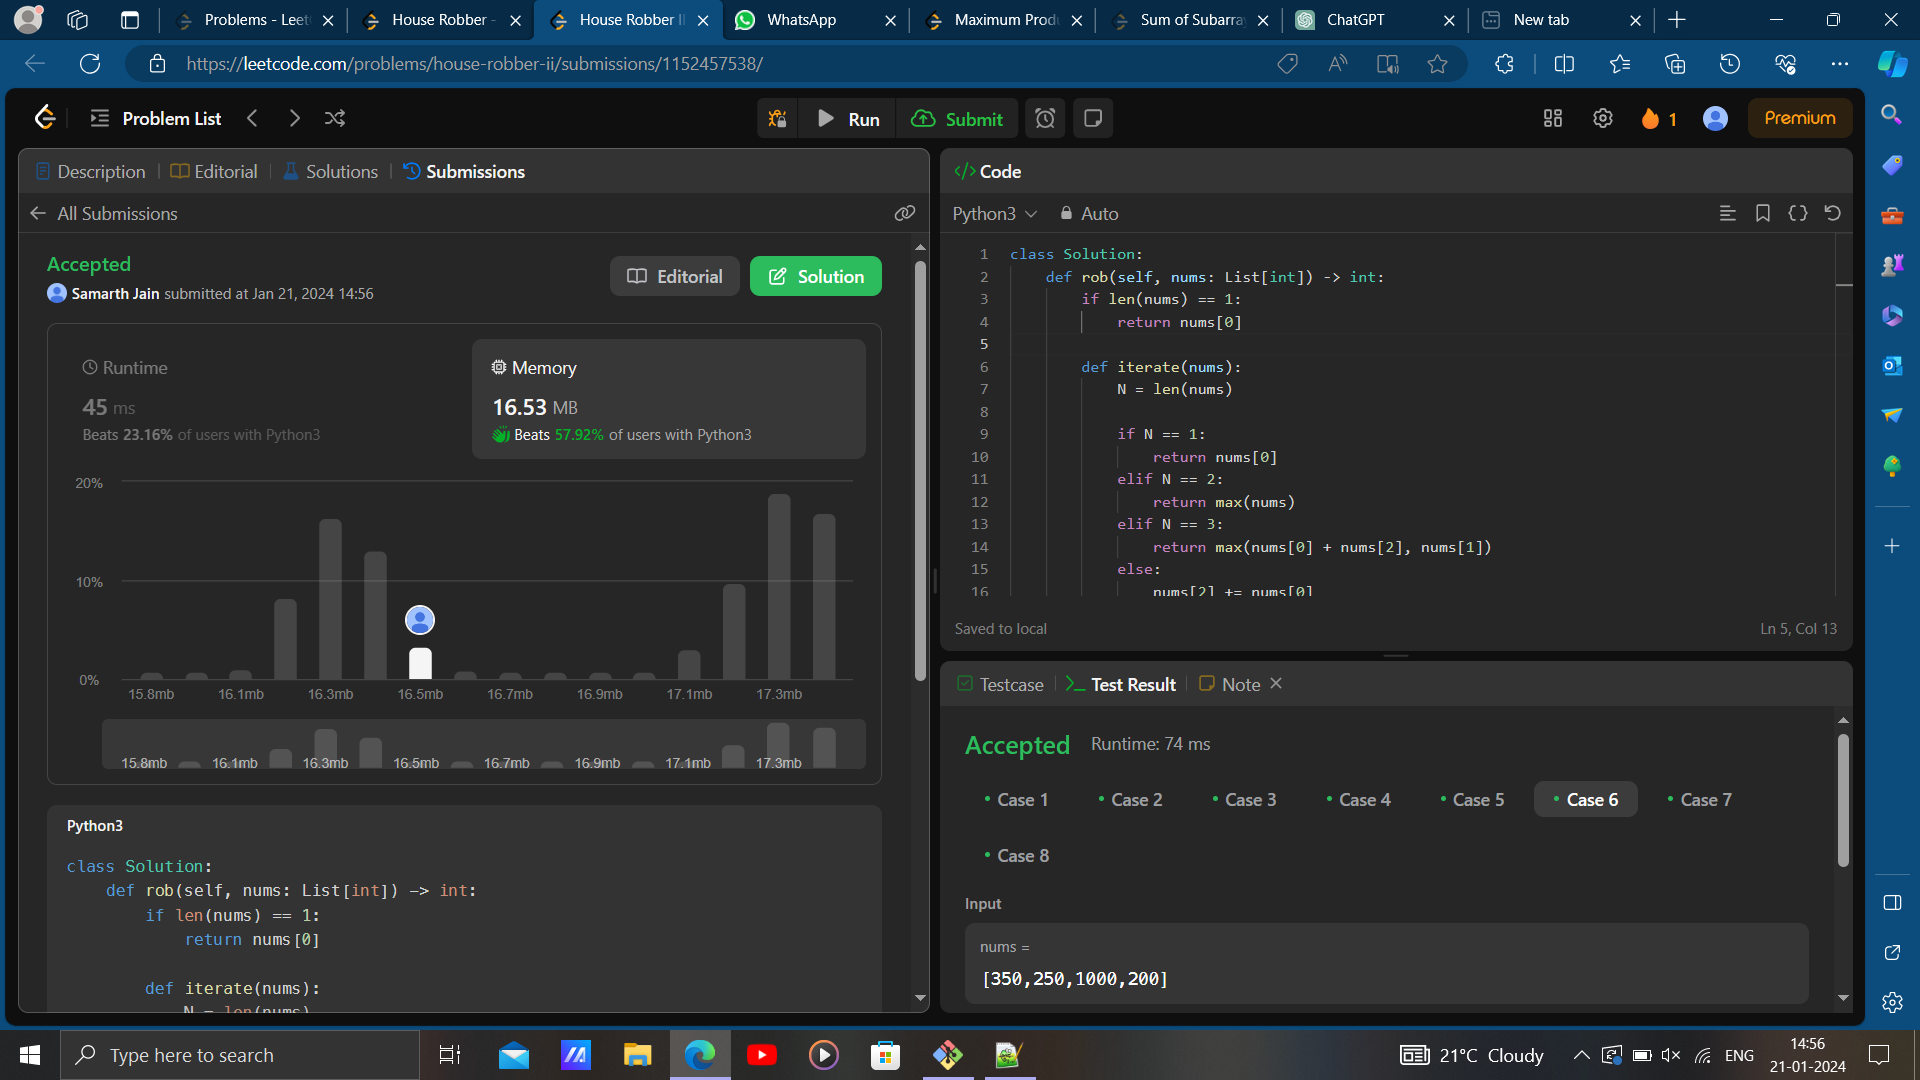 Problems - Leet
House Robber -
House Robber II
WhatsApp
Maximum Produ
Sum of Subarray
ChatGPT
New tab
https://leetcode.com/problems/house-robber-ii/submissions/1152457538/
Problem List
Run
Submit
1
Premium
Description
Editorial
Solutions
Submissions
All Submissions
Accepted
Samarth Jain submitted at Jan 21, 2024 14:56
Editorial
Solution
Runtime
45 ms
Beats 23.16% of users with Python3
Memory
16.53 MB
Beats 57.92% of users with Python3
20%
10%
0%
15.8mb 16.1mb 16.3mb 16.5mb 16.7mb 16.9mb 17.1mb 17.3mb
15.8mb 16.1mb 16.3mb 16.5mb 16.7mb 16.9mb 17.1mb 17.3mb
Python3
class Solution:
    def rob(self, nums: List[int]) -> int:
        if len(nums) == 1:
            return nums[0]
        def iterate(nums):
            N = len(nums)
Code
Python3
Auto
1 class Solution:
2     def rob(self, nums: List[int]) -> int:
3         if len(nums) == 1:
4             return nums[0]
5
6         def iterate(nums):
7             N = len(nums)
8
9             if N == 1:
10                 return nums[0]
11             elif N == 2:
12                 return max(nums)
13             elif N == 3:
14                 return max(nums[0] + nums[2], nums[1])
15             else:
16                 nums[2] += nums[0]
Saved to local
Ln 5, Col 13
Testcase
Test Result
Note
Accepted
Runtime: 74 ms
Case 1
Case 2
Case 3
Case 4
Case 5
Case 6
Case 7
Case 8
Input
nums =
[350,250,1000,200]
Type here to search
21°C Cloudy
ENG
14:56
21-01-2024